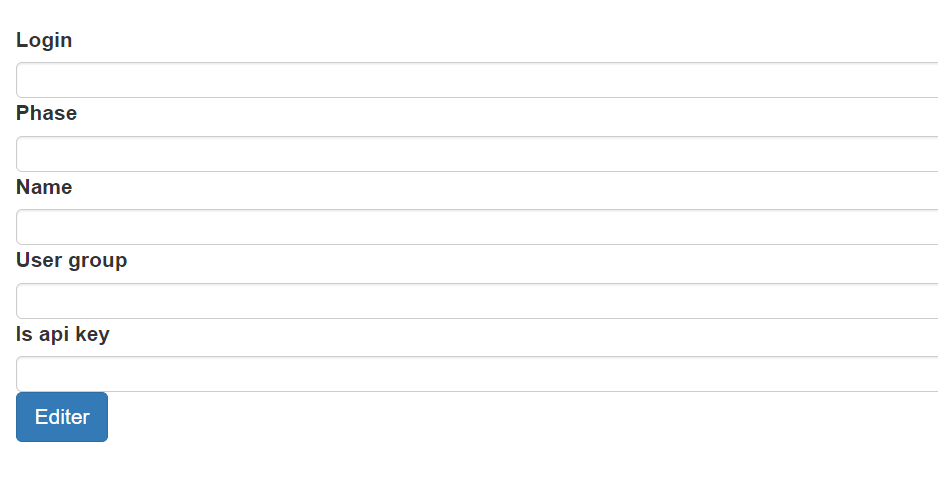 Login
Phase
Name
User group
Is api key
Editer